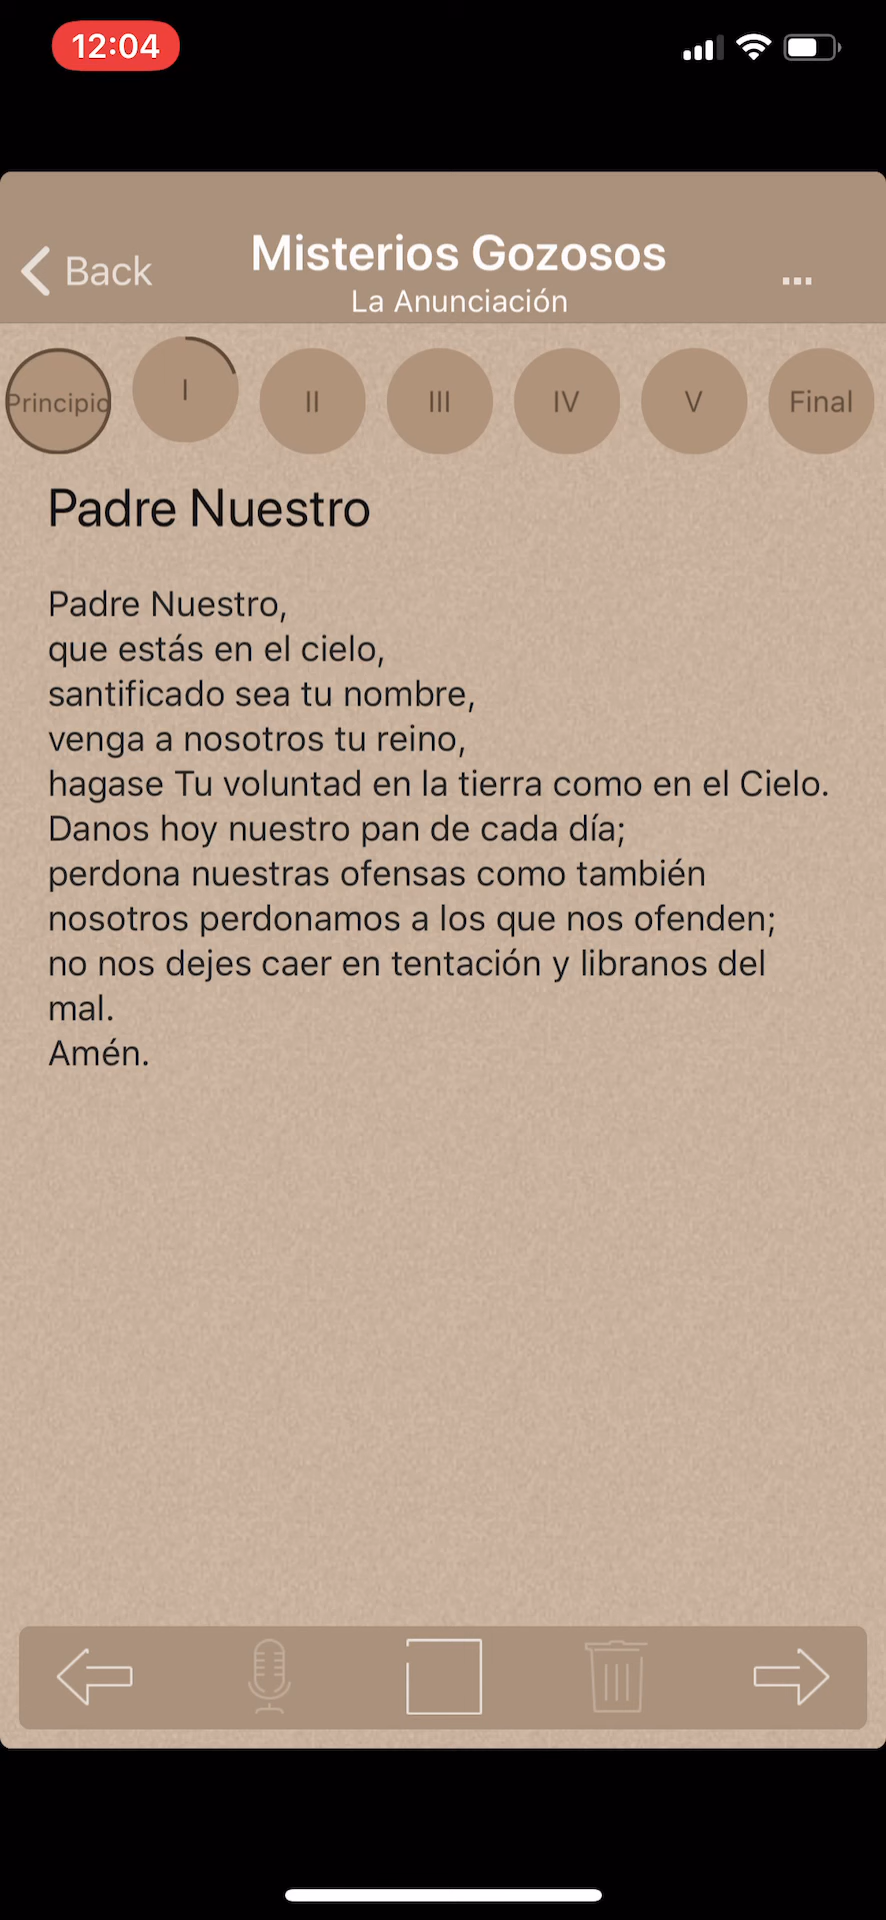 12:04
Back
Misterios Gozosos
...
La Anunciación
Principio
I
II
III
IV
V
Final
Padre Nuestro
Padre Nuestro,
que estás en el cielo,
santificado sea tu nombre,
venga a nosotros tu reino,
hagase Tu voluntad en la tierra como en el Cielo.
Danos hoy nuestro pan de cada día;
perdona nuestras ofensas como también
nosotros perdonamos a los que nos ofenden;
no nos dejes caer en tentación y libranos del
mal.
Amén.